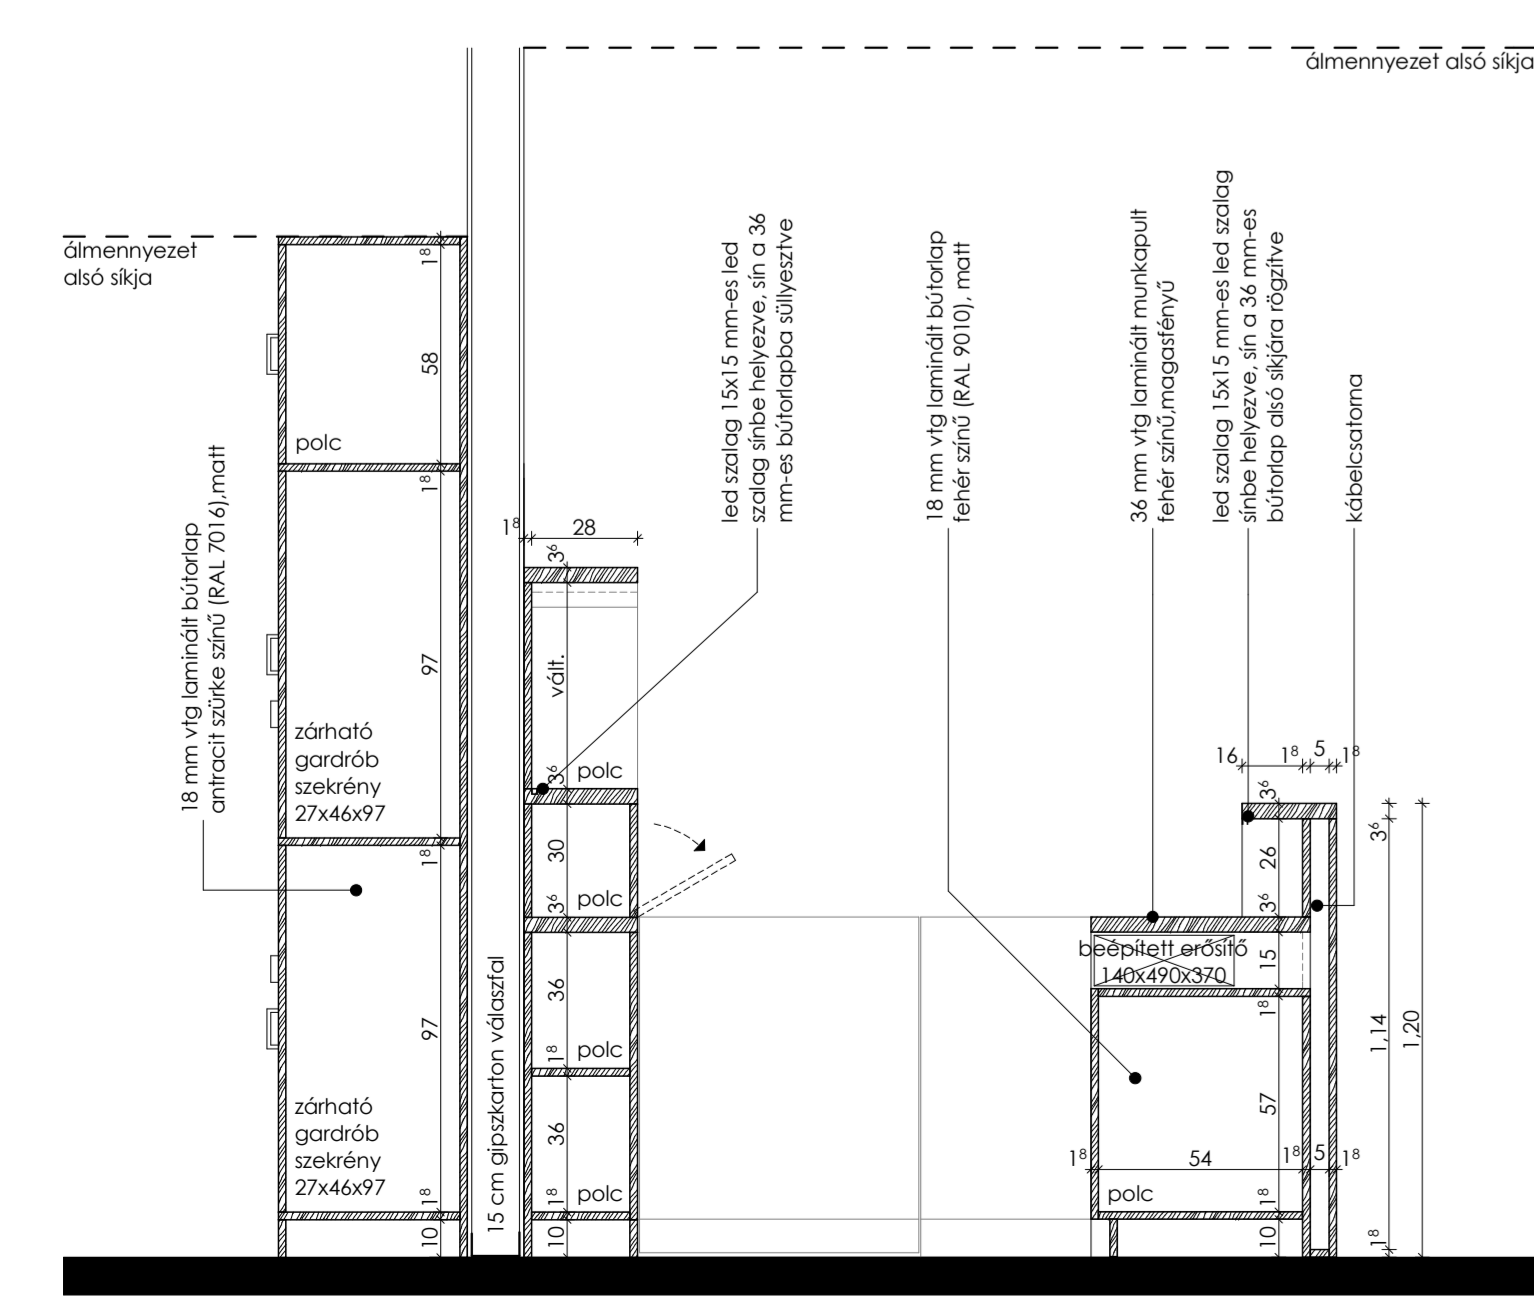 álmennyezet alsó síkja
álmennyezet
alsó síkja
18 mm vtg laminált bútorlap
antracit szürke színű (RAL 7016),matt
1⁸
58
polc
1⁸
97
zárható
gardrób
szekrény
27x46x97
1⁸
97
zárható
gardrób
szekrény
27x46x97
1⁸
10
15 cm gipszkarton válaszfal
led szalag 15x15 mm-es led
szalag sínbe helyezve, sín a 36
mm-es bútorlapba süllyesztve
1⁸ 28
3⁶
vált.
3⁶ polc
30
3⁶ polc
36
1⁸ polc
36
1⁸ polc
10
18 mm vtg laminált bútorlap
fehér színű (RAL 9010), matt
36 mm vtg laminált munkapult
fehér színű,magasfényű
led szalag 15x15 mm-es led szalag
sínbe helyezve, sín a 36 mm-es
bútorlap alsó síkjára rögzítve
kábelcsatorna
16 1⁸ 5 1⁸
3⁶
26
3⁶
beépített erősítő
140x490x370
15
1⁸
57
1⁸ 54 1⁸ 5 1⁸
polc
1⁸
10
3⁶
1,14
1⁸
1,20